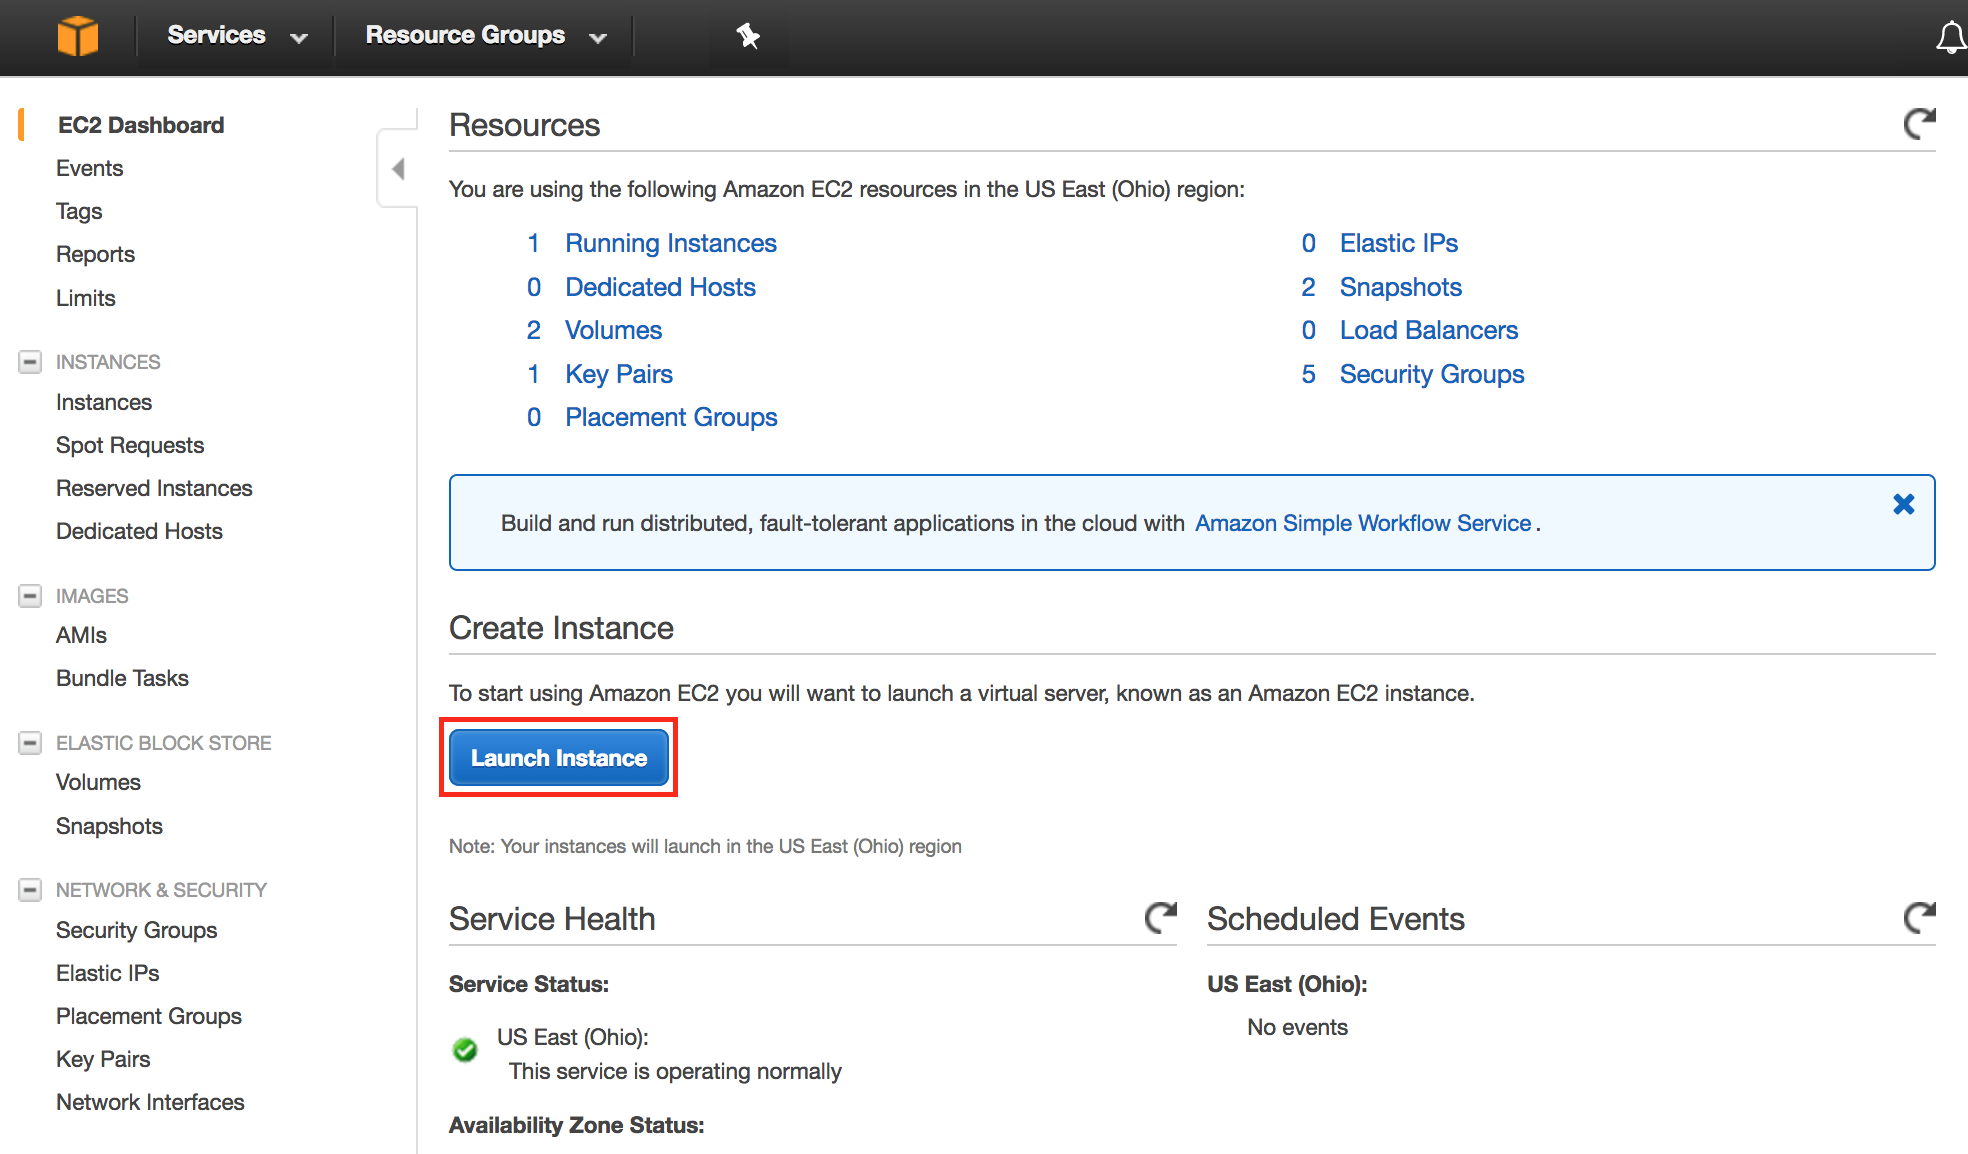 Services
Resource Groups
EC2 Dashboard
Events
Tags
Reports
Limits
INSTANCES
Instances
Spot Requests
Reserved Instances
Dedicated Hosts
IMAGES
AMIs
Bundle Tasks
ELASTIC BLOCK STORE
Volumes
Snapshots
NETWORK & SECURITY
Security Groups
Elastic IPs
Placement Groups
Key Pairs
Network Interfaces
Resources
You are using the following Amazon EC2 resources in the US East (Ohio) region:
1 Running Instances
0 Dedicated Hosts
2 Volumes
1 Key Pairs
0 Placement Groups
0 Elastic IPs
2 Snapshots
0 Load Balancers
5 Security Groups
Build and run distributed, fault-tolerant applications in the cloud with Amazon Simple Workflow Service .
Create Instance
To start using Amazon EC2 you will want to launch a virtual server, known as an Amazon EC2 instance.
Launch Instance
Note: Your instances will launch in the US East (Ohio) region
Service Health
Service Status:
US East (Ohio):
This service is operating normally
Availability Zone Status:
Scheduled Events
US East (Ohio):
No events